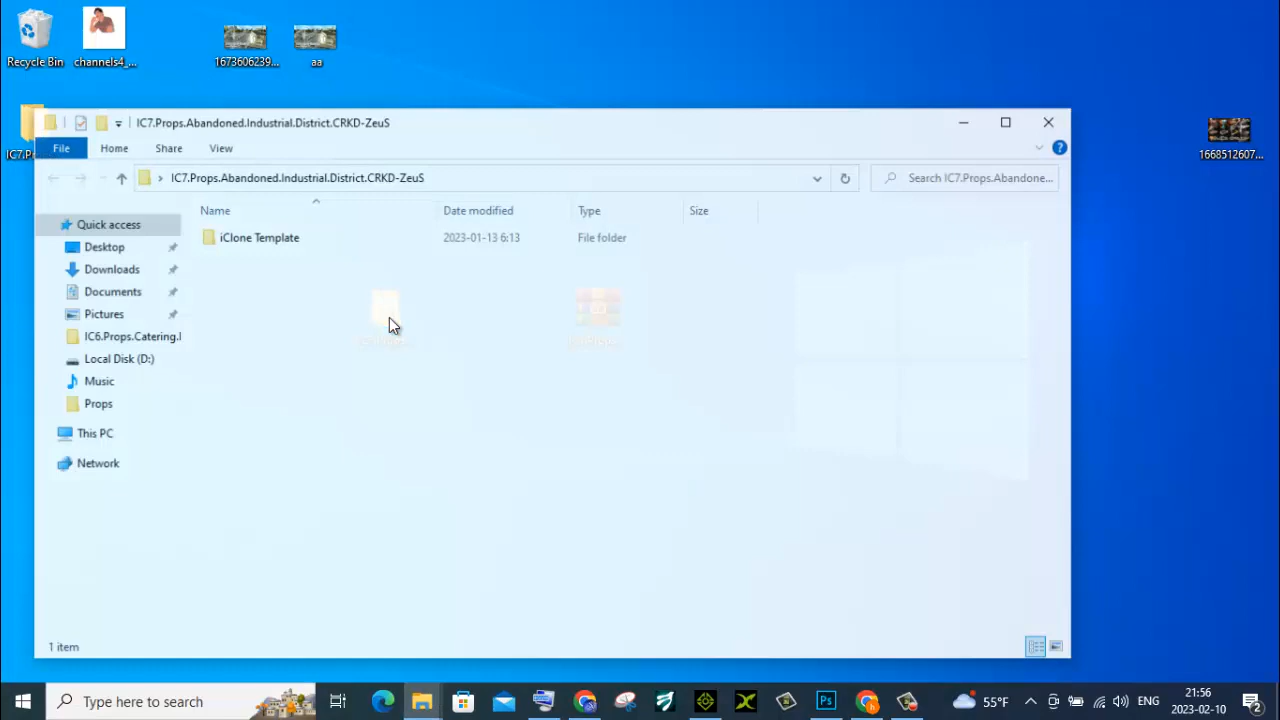 Recycle Bin
channels4_...
1673606239...
aa
IC7.Pr
1668512607...
IC7.Props.Abandoned.Industrial.District.CRKD-ZeuS
File
Home
Share
View
IC7.Props.Abandoned.Industrial.District.CRKD-ZeuS
Search IC7.Props.Abandone...
Name
Date modified
Type
Size
iClone Template
2023-01-13 6:13
File folder
Quick access
Desktop
Downloads
Documents
Pictures
IC6.Props.Catering.I
Local Disk (D:)
Music
Props
This PC
Network
1 item
Type here to search
Ps
55°F
ENG
21:56
2023-02-10
2